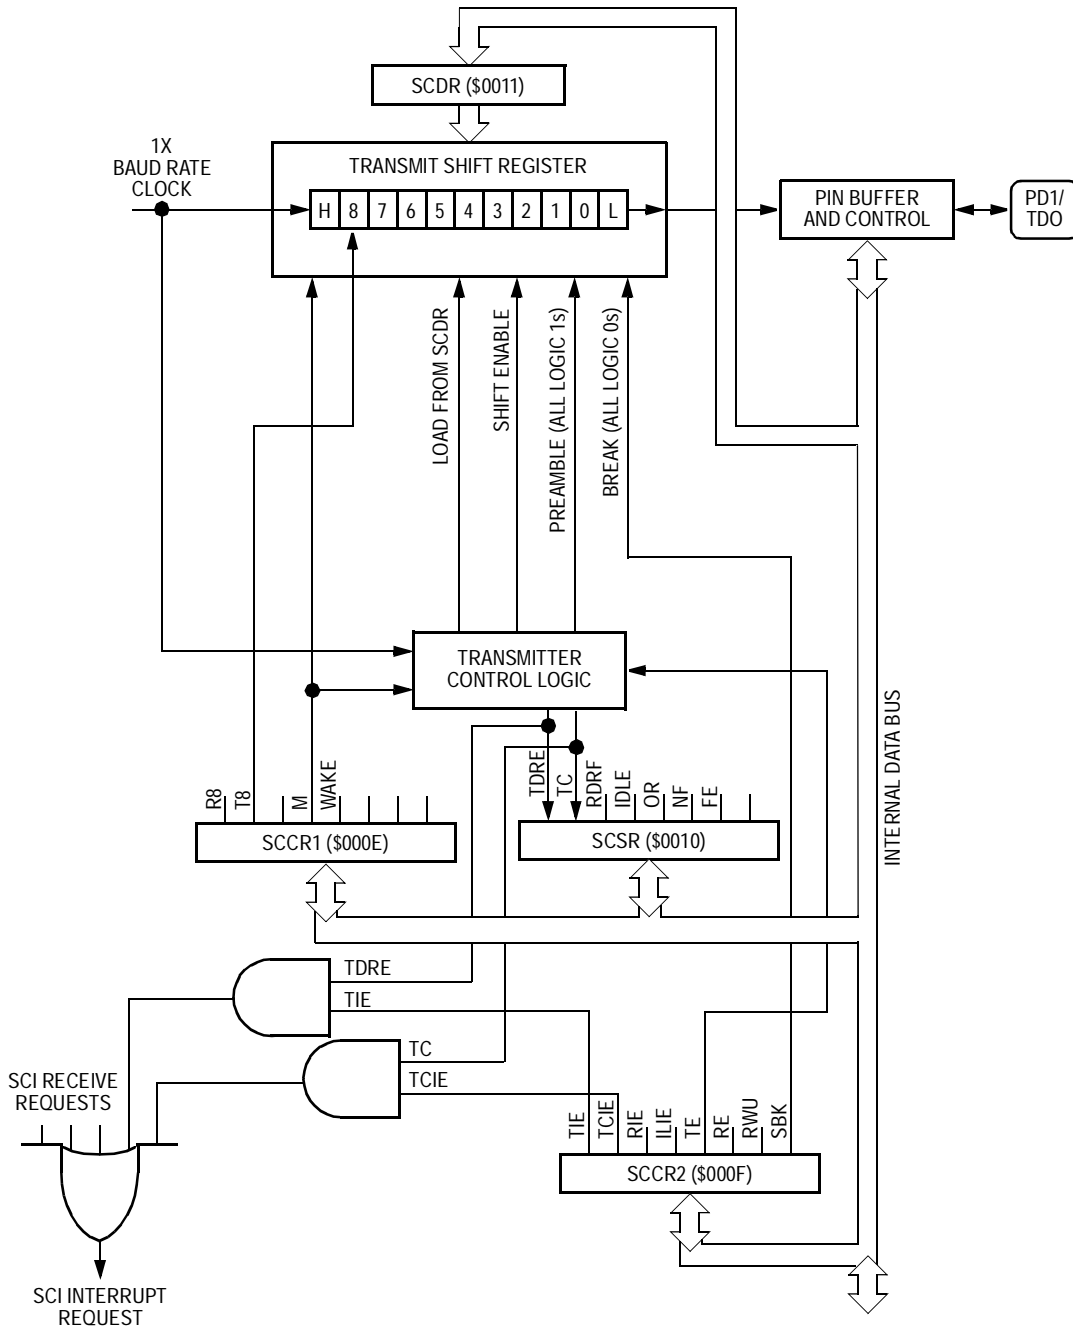 SCDR ($0011)
1X
BAUD RATE
CLOCK
TRANSMIT SHIFT REGISTER
H 8 7 6 5 4 3 2 1 0 L
PIN BUFFER
AND CONTROL
PD1/
TDO
LOAD FROM SCDR
SHIFT ENABLE
PREAMBLE (ALL LOGIC 1s)
BREAK (ALL LOGIC 0s)
TRANSMITTER
CONTROL LOGIC
INTERNAL DATA BUS
R8
T8
M
WAKE
SCCR1 ($000E)
TDRE
TC
RDRF
IDLE
OR
NF
FE
SCSR ($0010)
TDRE
TIE
TC
TCIE
SCI RECEIVE
REQUESTS
TIE
TCIE
RIE
ILIE
TE
RE
RWU
SBK
SCCR2 ($000F)
SCI INTERRUPT
REQUEST